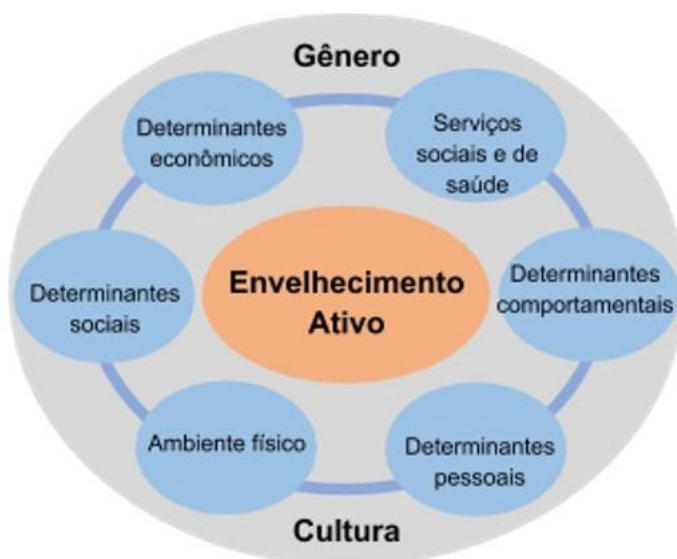 Gênero
Determinantes
econômicos
Serviços
sociais e de
saúde
Determinantes
sociais
Envelhecimento
Ativo
Determinantes
comportamentais
Ambiente físico
Determinantes
pessoais
Cultura